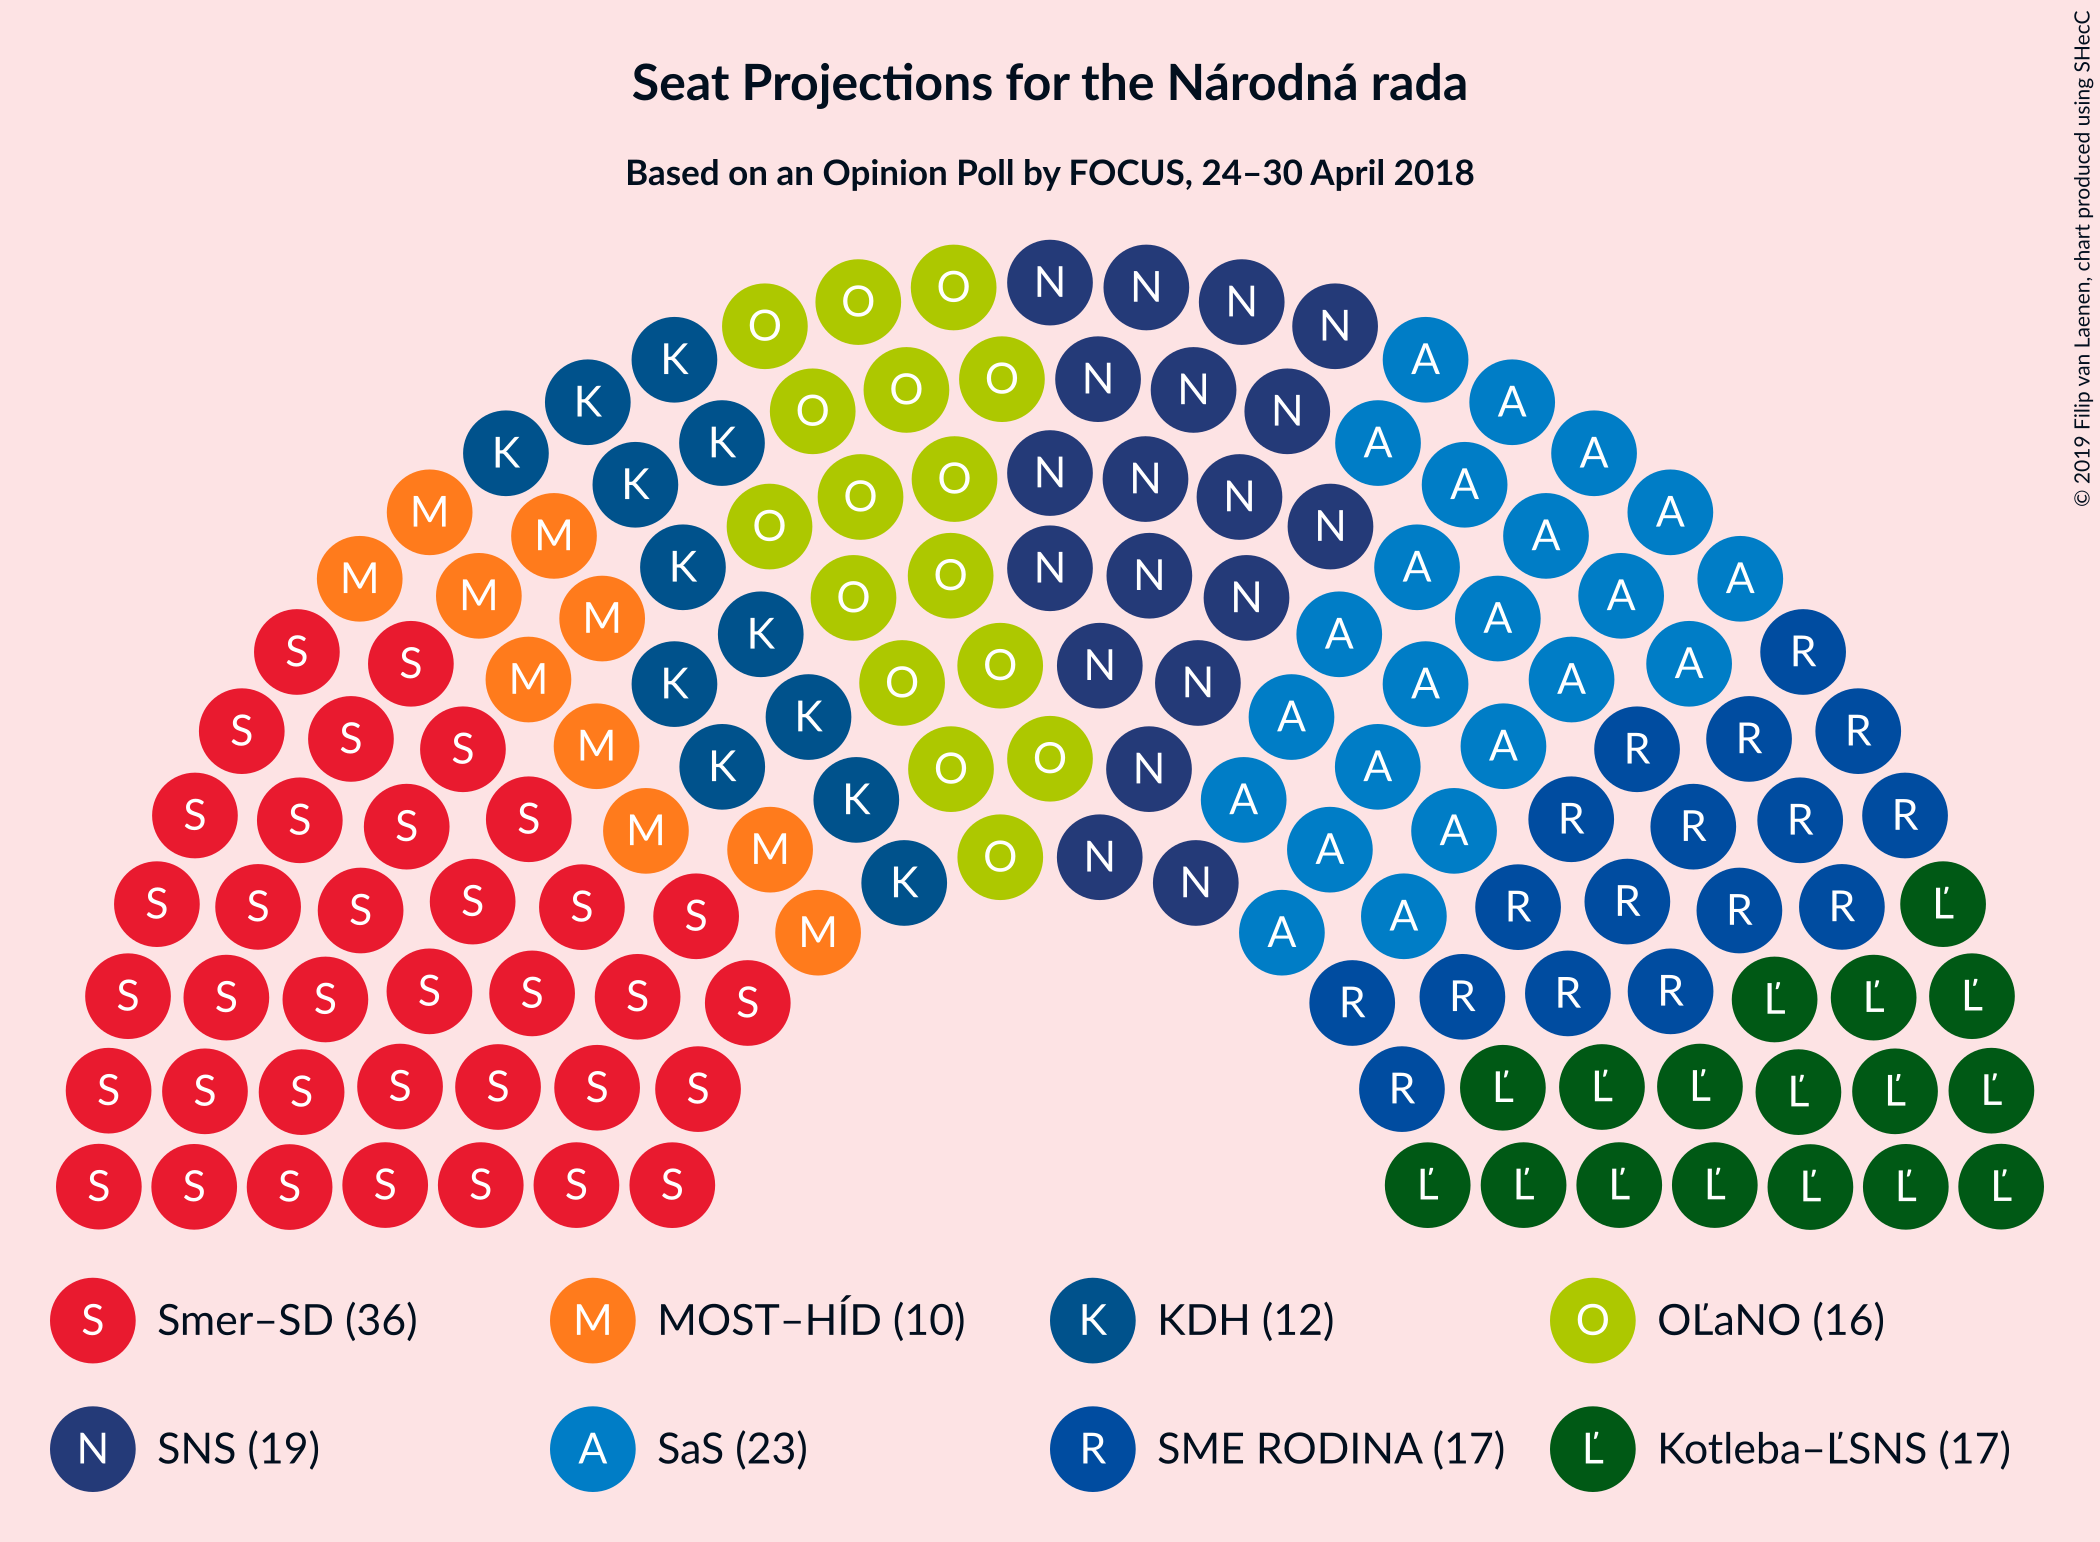 Seat Projections for the Národná rada
Based on an Opinion Poll by FOCUS, 24–30 April 2018
© 2019 Filip van Laenen, chart produced using SHecC
O O O N N N N
K O O N N A
K O N A
K K A A
K O O N N N A
M M O N A A
M M K O O N N N A A A
M K A A
S S M K O O N N A A A R
S S S M K K O O N A A A R R R
S S S S M M K O N A A A R R R R
S S S S S S M K N A A R R R R Ľ
S S S S S S S R R R R Ľ Ľ Ľ
S S S S S S S R Ľ Ľ Ľ Ľ Ľ Ľ
S S S S S S S Ľ Ľ Ľ Ľ Ľ Ľ Ľ
S Smer–SD (36) M MOST–HÍD (10) K KDH (12) O OĽaNO (16)
N SNS (19) A SaS (23) R SME RODINA (17) Ľ Kotleba–ĽSNS (17)